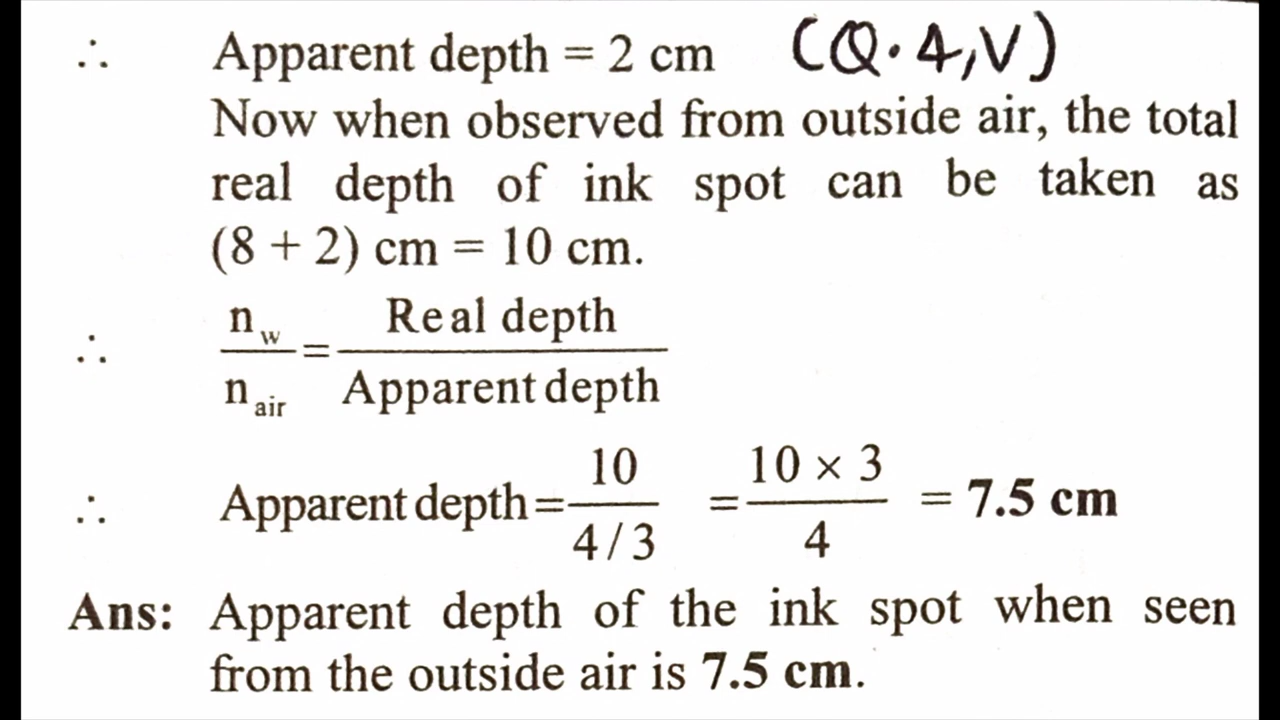 ∴ Apparent depth = 2 cm (Q.4,V)
Now when observed from outside air, the total
real depth of ink spot can be taken as
(8 + 2) cm = 10 cm.
∴ n_w / n_air = Real depth / Apparent depth
∴ Apparent depth = 10 / 4/3 = 10 × 3 / 4 = 7.5 cm
Ans: Apparent depth of the ink spot when seen
from the outside air is 7.5 cm.